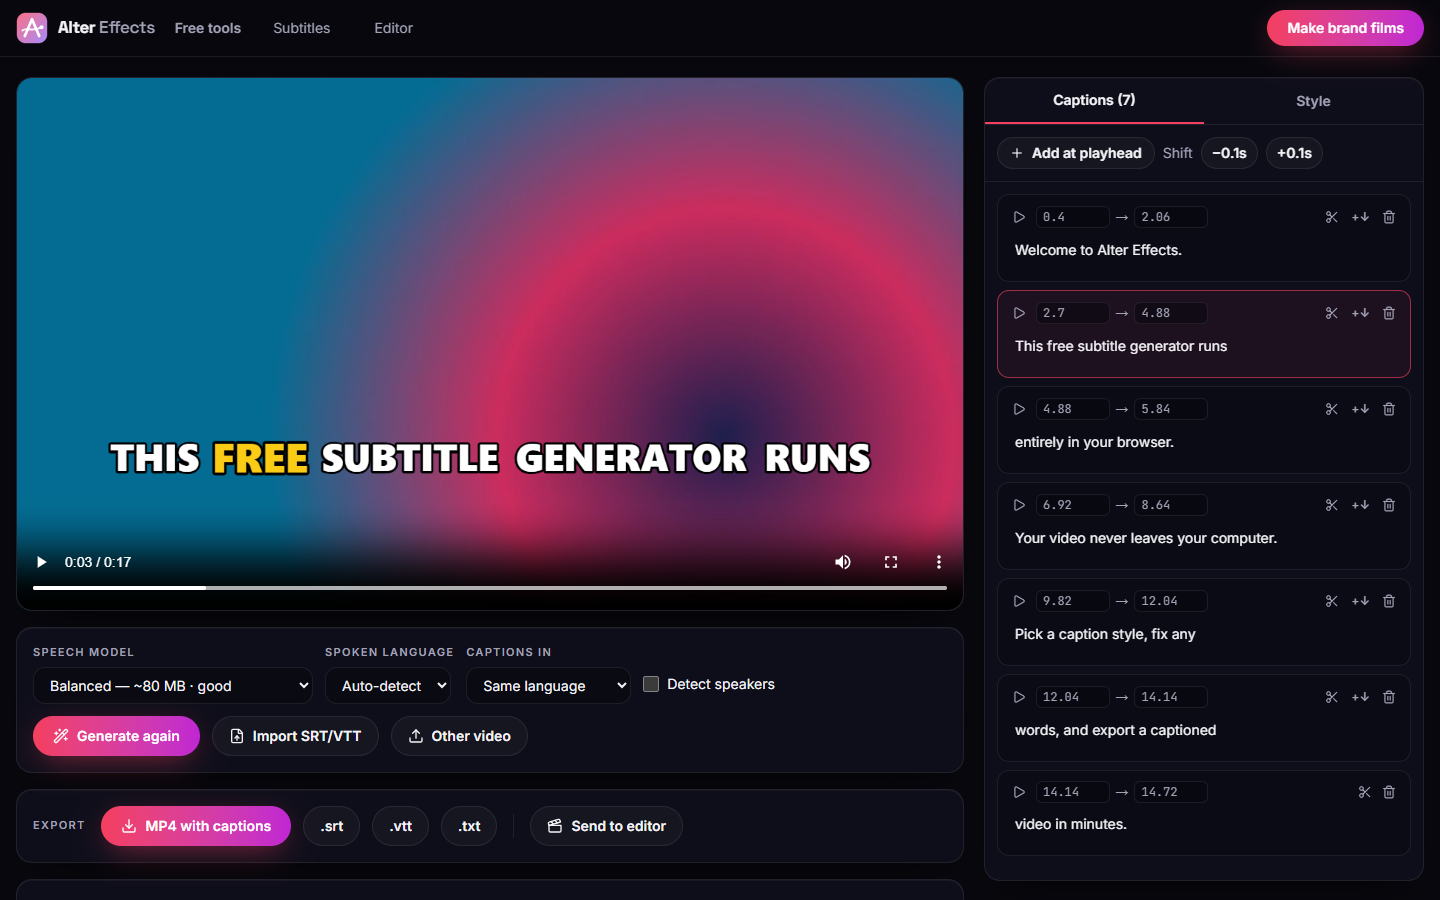 Alter Effects
Free tools
Subtitles
Editor
Make brand films
THIS FREE SUBTITLE GENERATOR RUNS
0:03 / 0:17
SPEECH MODEL
Balanced — ~80 MB · good
SPOKEN LANGUAGE
Auto-detect
CAPTIONS IN
Same language
Detect speakers
Generate again
Import SRT/VTT
Other video
EXPORT
MP4 with captions
.srt
.vtt
.txt
Send to editor
Captions (7)
Style
+ Add at playhead
Shift
−0.1s
+0.1s
0.4 → 2.06
Welcome to Alter Effects.
2.7 → 4.88
This free subtitle generator runs
4.88 → 5.84
entirely in your browser.
6.92 → 8.64
Your video never leaves your computer.
9.82 → 12.04
Pick a caption style, fix any
12.04 → 14.14
words, and export a captioned
14.14 → 14.72
video in minutes.